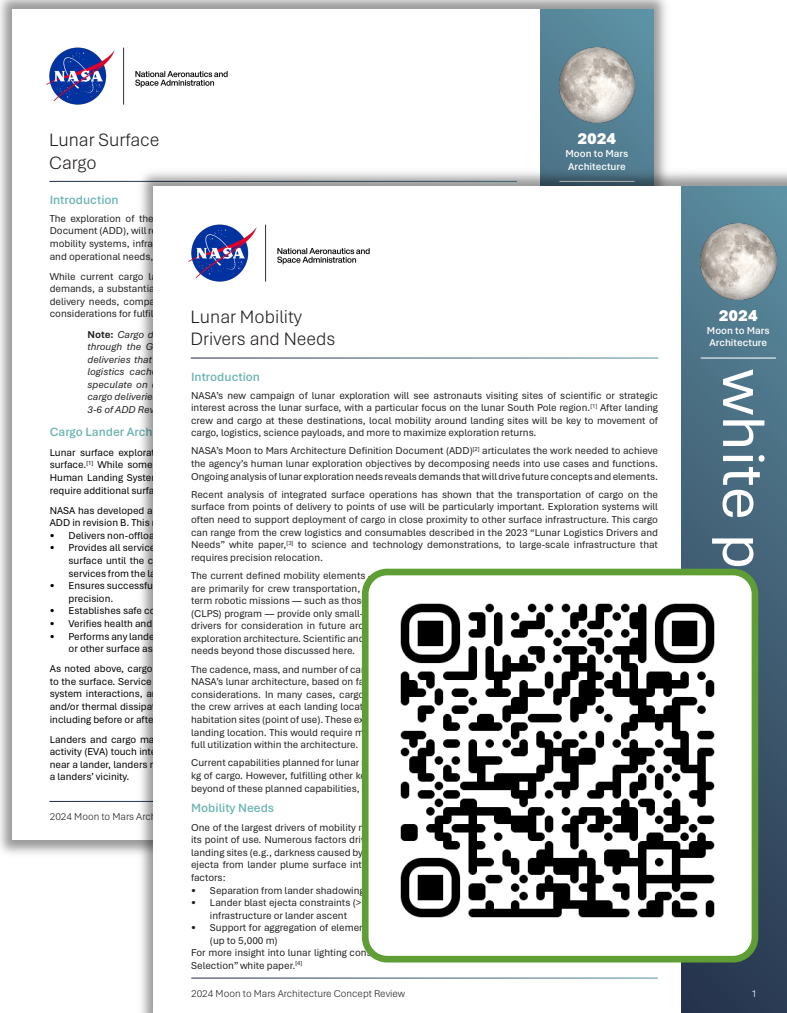 NASA
National Aeronautics and
Space Administration
Lunar Surface
Cargo
2024
Moon to Mars
Architecture
Introduction
The exploration of the
Document (ADD), will
mobility systems, infra
and operational needs,
While current cargo
demands, a substantia
delivery needs, compa
considerations for fulfil
Note: Cargo d
through the G
deliveries that
logistics cach
speculate on
cargo deliverie
3-6 of ADD Rev
Cargo Lander Arch
Lunar surface explorat
surface.[1] While some
Human Landing System
require additional surfa
NASA has developed a
ADD in revision B. This
• Delivers non-offloa
• Provides all service
surface until the c
services from the la
• Ensures successfu
precision.
• Establishes safe co
• Verifies health and
• Performs any lande
or other surface as
As noted above, cargo
to the surface. Service
system interactions, a
and/or thermal dissipat
including before or afte
Landers and cargo ma
activity (EVA) touch inte
near a lander, landers
a landers’ vicinity.
2024 Moon to Mars Arch
NASA
National Aeronautics and
Space Administration
Lunar Mobility
Drivers and Needs
2024
Moon to Mars
Architecture
white p
Introduction
NASA’s new campaign of lunar exploration will see astronauts visiting sites of scientific or strategic
interest across the lunar surface, with a particular focus on the lunar South Pole region.[1] After landing
crew and cargo at these destinations, local mobility around landing sites will be key to movement of
cargo, logistics, science payloads, and more to maximize exploration returns.
NASA’s Moon to Mars Architecture Definition Document (ADD)[2] articulates the work needed to achieve
the agency’s human lunar exploration objectives by decomposing needs into use cases and functions.
Ongoing analysis of lunar exploration needs reveals demands that will drive future concepts and elements.
Recent analysis of integrated surface operations has shown that the transportation of cargo on the
surface from points of delivery to points of use will be particularly important. Exploration systems will
often need to support deployment of cargo in close proximity to other surface infrastructure. This cargo
can range from the crew logistics and consumables described in the 2023 “Lunar Logistics Drivers and
Needs” white paper,[3] to science and technology demonstrations, to large-scale infrastructure that
requires precision relocation.
The current defined mobility elements
are primarily for crew transportation,
term robotic missions — such as thos
(CLPS) program — provide only small-
drivers for consideration in future arc
exploration architecture. Scientific and
needs beyond those discussed here.
The cadence, mass, and number of car
NASA’s lunar architecture, based on fa
considerations. In many cases, cargo
the crew arrives at each landing locat
habitation sites (point of use). These ex
landing location. This would require m
full utilization within the architecture.
Current capabilities planned for lunar
kg of cargo. However, fulfilling other k
beyond of these planned capabilities,
Mobility Needs
One of the largest drivers of mobility n
its point of use. Numerous factors driv
landing sites (e.g., darkness caused by
ejecta from lander plume surface int
factors:
• Separation from lander shadowing
• Lander blast ejecta constraints (>
infrastructure or lander ascent
• Support for aggregation of elemen
(up to 5,000 m)
For more insight into lunar lighting cons
Selection” white paper.[4]
2024 Moon to Mars Architecture Concept Review
1